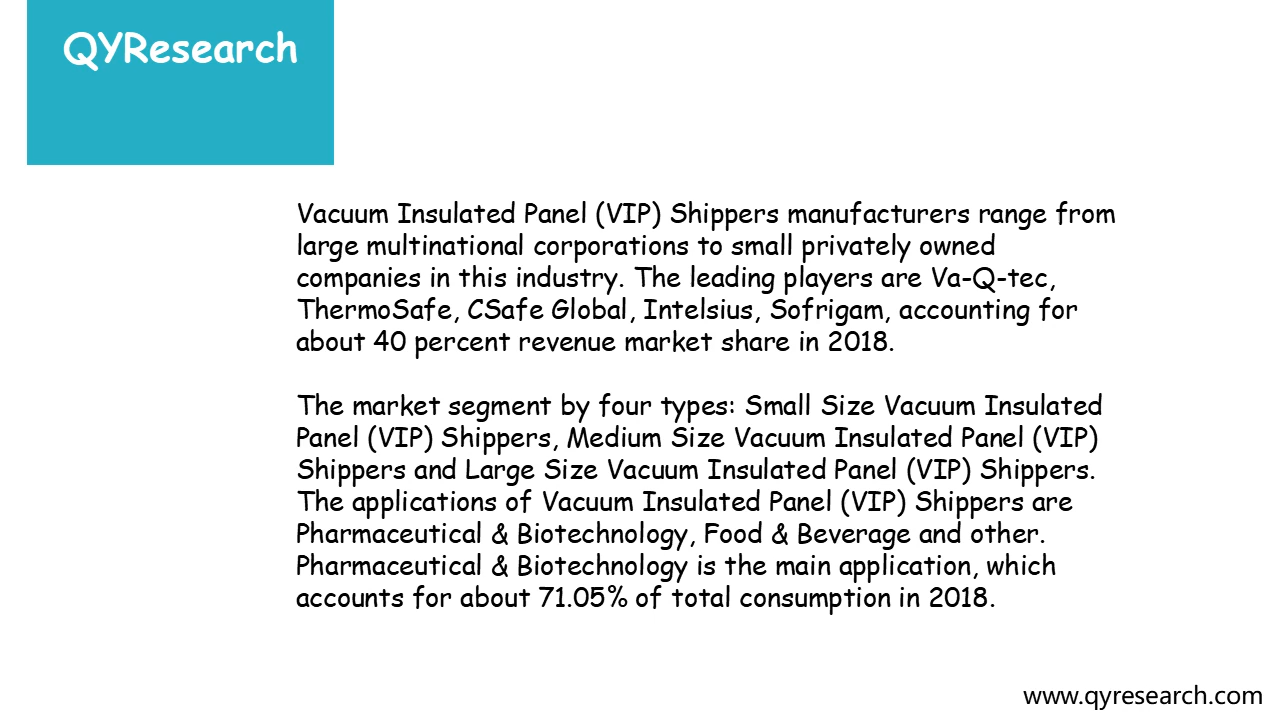 QYResearch
Vacuum Insulated Panel (VIP) Shippers manufacturers range from
large multinational corporations to small privately owned
companies in this industry. The leading players are Va-Q-tec,
ThermoSafe, CSafe Global, Intelsius, Sofrigam, accounting for
about 40 percent revenue market share in 2018.
The market segment by four types: Small Size Vacuum Insulated
Panel (VIP) Shippers, Medium Size Vacuum Insulated Panel (VIP)
Shippers and Large Size Vacuum Insulated Panel (VIP) Shippers.
The applications of Vacuum Insulated Panel (VIP) Shippers are
Pharmaceutical & Biotechnology, Food & Beverage and other.
Pharmaceutical & Biotechnology is the main application, which
accounts for about 71.05% of total consumption in 2018.
www.qyresearch.com